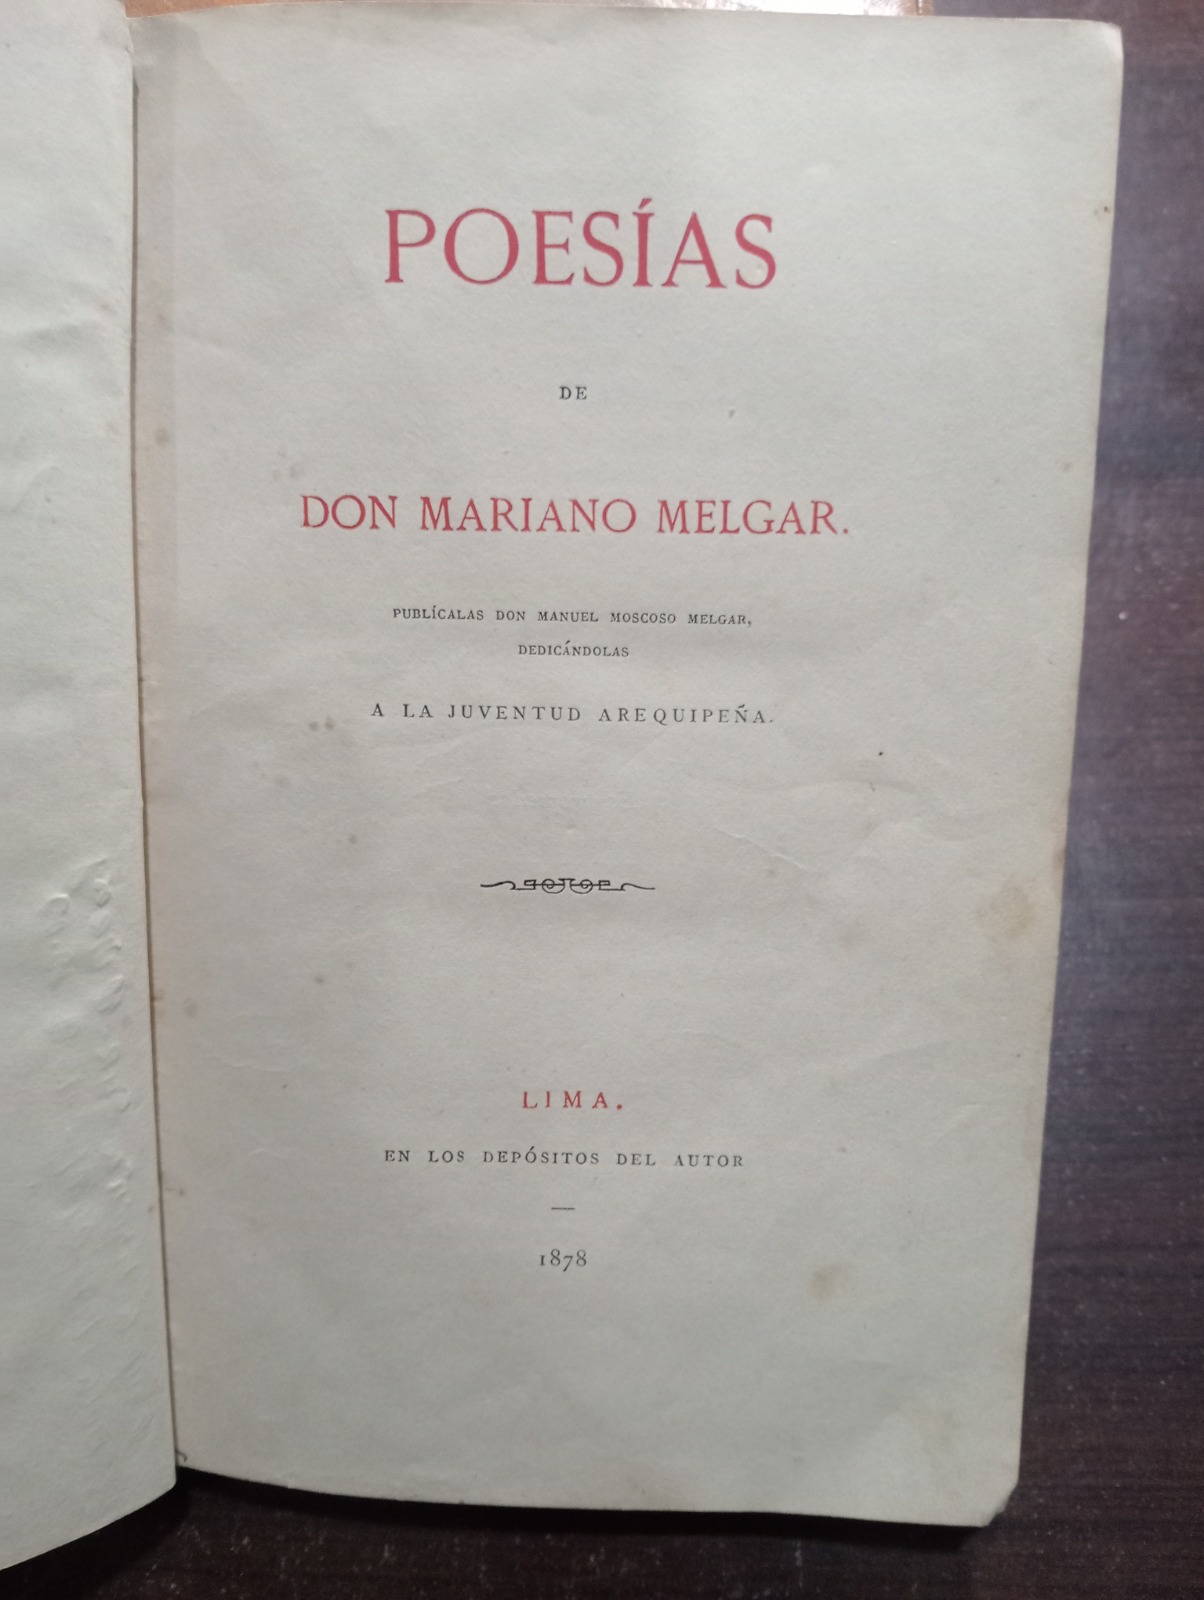 POESÍAS
DE
DON MARIANO MELGAR.
PUBLÍCALAS DON MANUEL MOSCOSO MELGAR,
DEDICÁNDOLAS
A LA JUVENTUD AREQUIPEÑA.
LIMA.
EN LOS DEPÓSITOS DEL AUTOR
1878